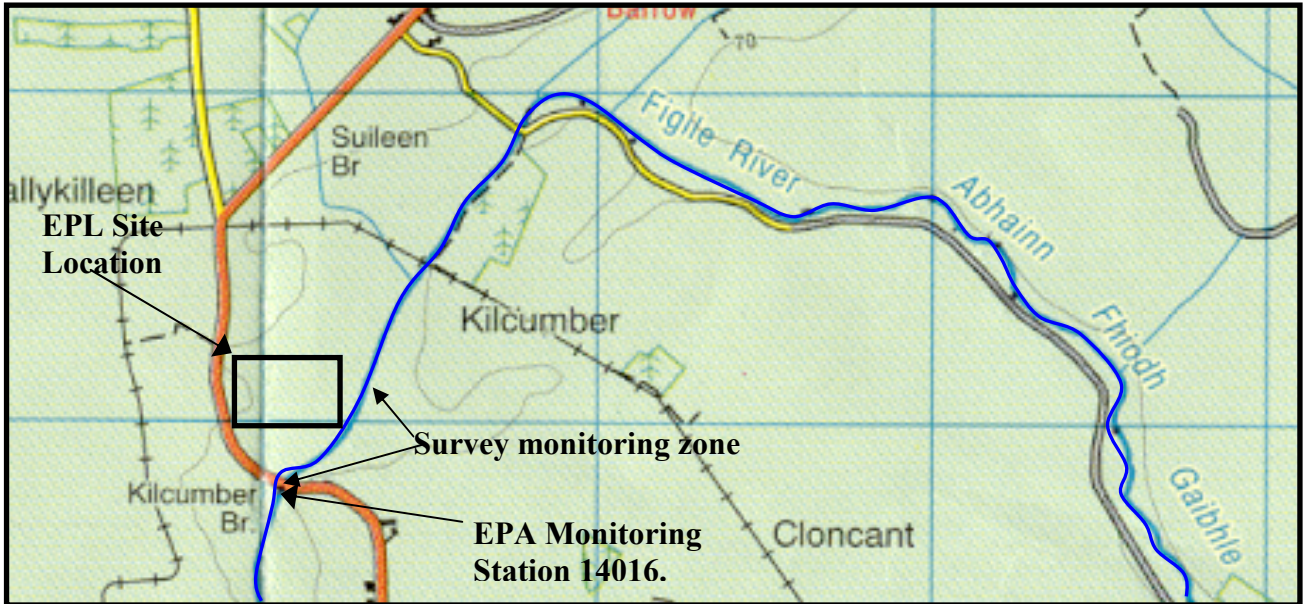 Barrow
70
Figile River
Abhainn
Fhiodh
Gaibhle
Suileen
Br
allykilleen
EPL Site
Location
Kilcumber
Survey monitoring zone
Kilcumber
Br.
EPA Monitoring
Station 14016.
Cloncant